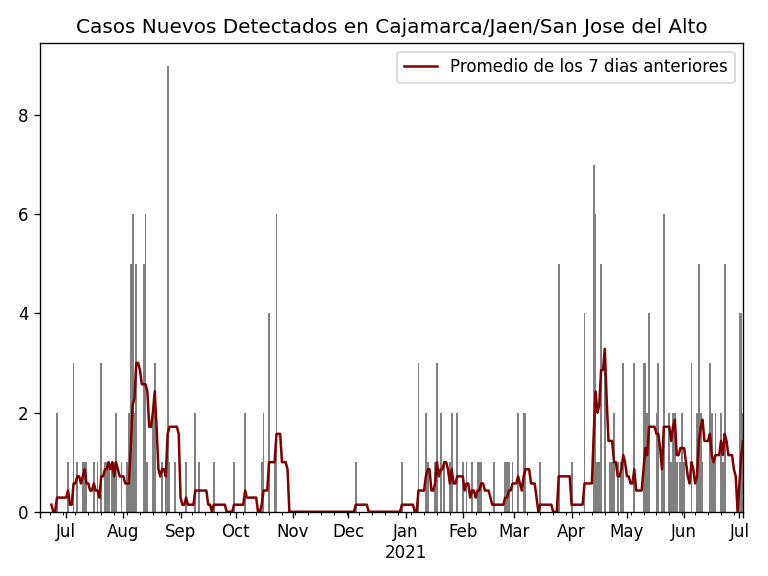 Casos Nuevos Detectados en Cajamarca/Jaen/San Jose del Alto
Promedio de los 7 dias anteriores
8
6
4
2
0
Jul Aug Sep Oct Nov Dec Jan Feb Mar Apr May Jun Jul
2021